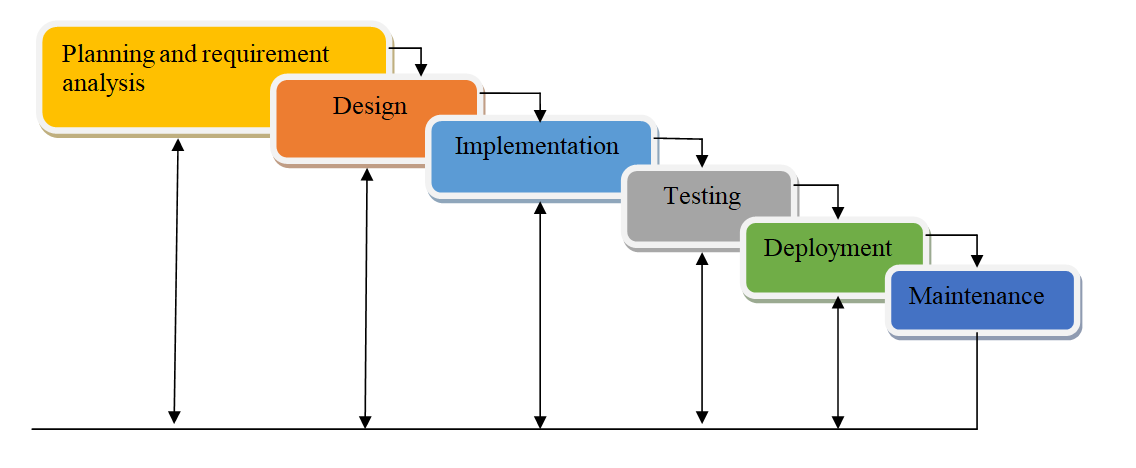 Planning and requirement
analysis
Design
Implementation
Testing
Deployment
Maintenance